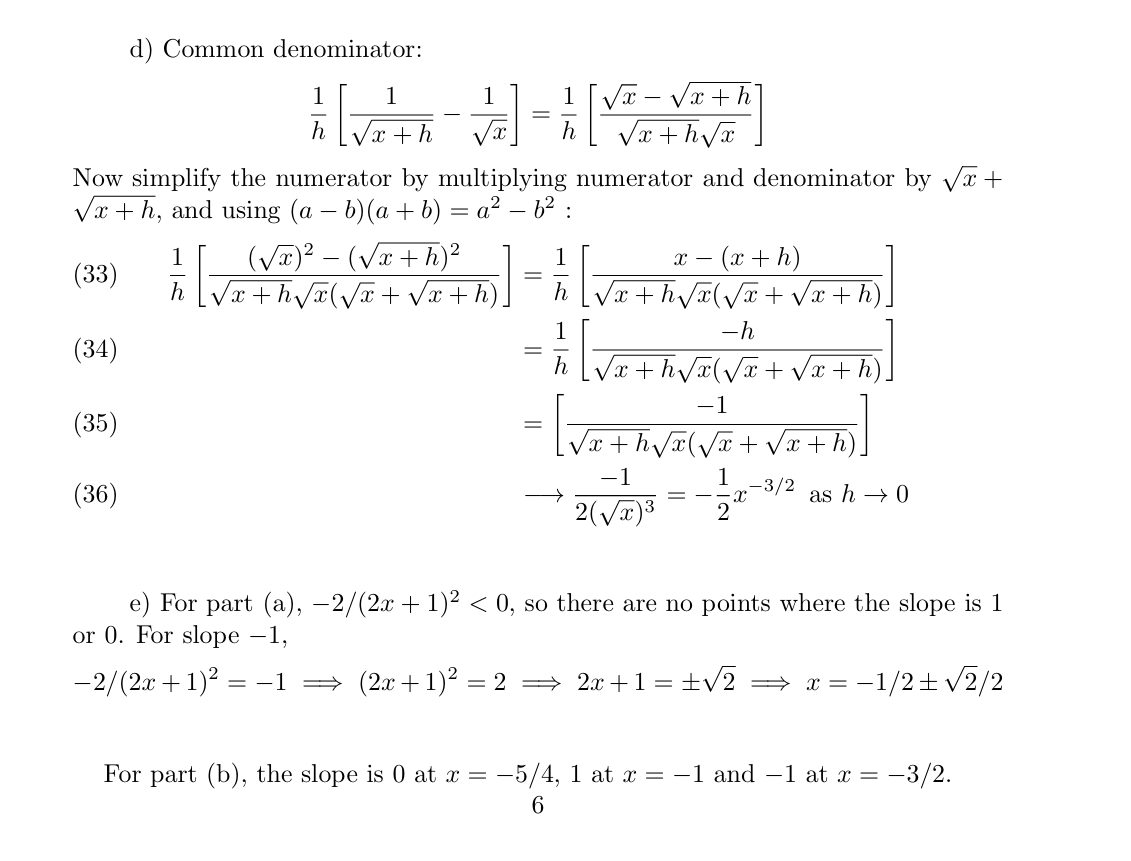 d) Common denominator:
$$\frac{1}{h}\left[\frac{1}{\sqrt{x+h}} - \frac{1}{\sqrt{x}}\right] = \frac{1}{h}\left[\frac{\sqrt{x} - \sqrt{x+h}}{\sqrt{x+h}\sqrt{x}}\right]$$
Now simplify the numerator by multiplying numerator and denominator by $\sqrt{x}+$
$\sqrt{x+h}$, and using $(a-b)(a+b) = a^2 - b^2$ :
(33) $$\frac{1}{h}\left[\frac{(\sqrt{x})^2 - (\sqrt{x+h})^2}{\sqrt{x+h}\sqrt{x}(\sqrt{x}+\sqrt{x+h})}\right] = \frac{1}{h}\left[\frac{x-(x+h)}{\sqrt{x+h}\sqrt{x}(\sqrt{x}+\sqrt{x+h})}\right]$$
(34) $$= \frac{1}{h}\left[\frac{-h}{\sqrt{x+h}\sqrt{x}(\sqrt{x}+\sqrt{x+h})}\right]$$
(35) $$= \left[\frac{-1}{\sqrt{x+h}\sqrt{x}(\sqrt{x}+\sqrt{x+h})}\right]$$
(36) $$\longrightarrow \frac{-1}{2(\sqrt{x})^3} = -\frac{1}{2}x^{-3/2} \text{ as } h \to 0$$
e) For part (a), $-2/(2x+1)^2 < 0$, so there are no points where the slope is 1
or 0. For slope $-1$,
$$-2/(2x+1)^2 = -1 \implies (2x+1)^2 = 2 \implies 2x+1 = \pm\sqrt{2} \implies x = -1/2 \pm \sqrt{2}/2$$
For part (b), the slope is 0 at $x = -5/4$, 1 at $x = -1$ and $-1$ at $x = -3/2$.
6